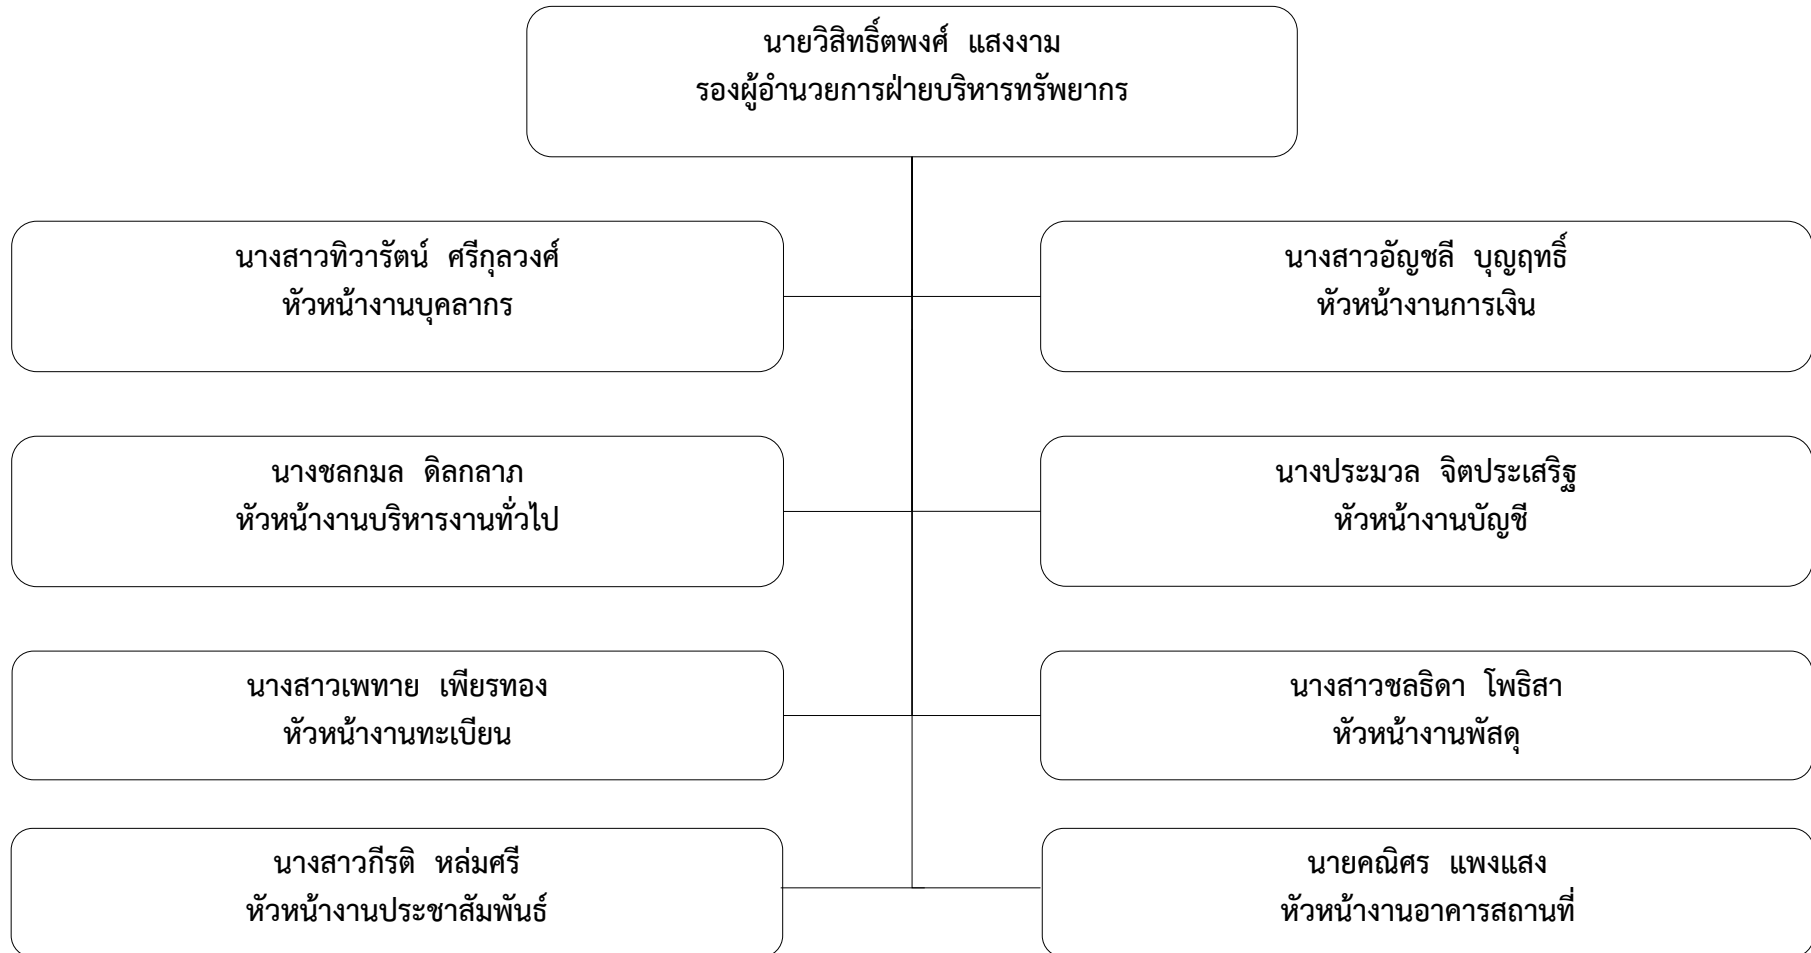 นายวิสิทธิ์ตพงศ์ แสงงาม
รองผู้อำนวยการฝ่ายบริหารทรัพยากร
นางสาวทิวารัตน์ ศรีกุลวงศ์
หัวหน้างานบุคลากร
นางสาวอัญชลี บุญฤทธิ์
หัวหน้างานการเงิน
นางชลกมล ดิลกลาภ
หัวหน้างานบริหารงานทั่วไป
นางประมวล จิตประเสริฐ
หัวหน้างานบัญชี
นางสาวเพทาย เพียรทอง
หัวหน้างานทะเบียน
นางสาวชลธิดา โพธิสา
หัวหน้างานพัสดุ
นางสาวกีรติ หล่มศรี
หัวหน้างานประชาสัมพันธ์
นายคณิศร แพงแสง
หัวหน้างานอาคารสถานที่